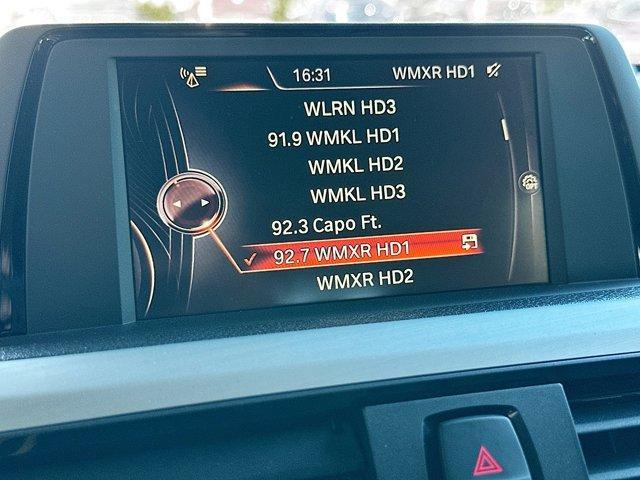 16:31 WMXR HD1
WLRN HD3
91.9 WMKL HD1
WMKL HD2
WMKL HD3
92.3 Capo Ft.
92.7 WMXR HD1
WMXR HD2